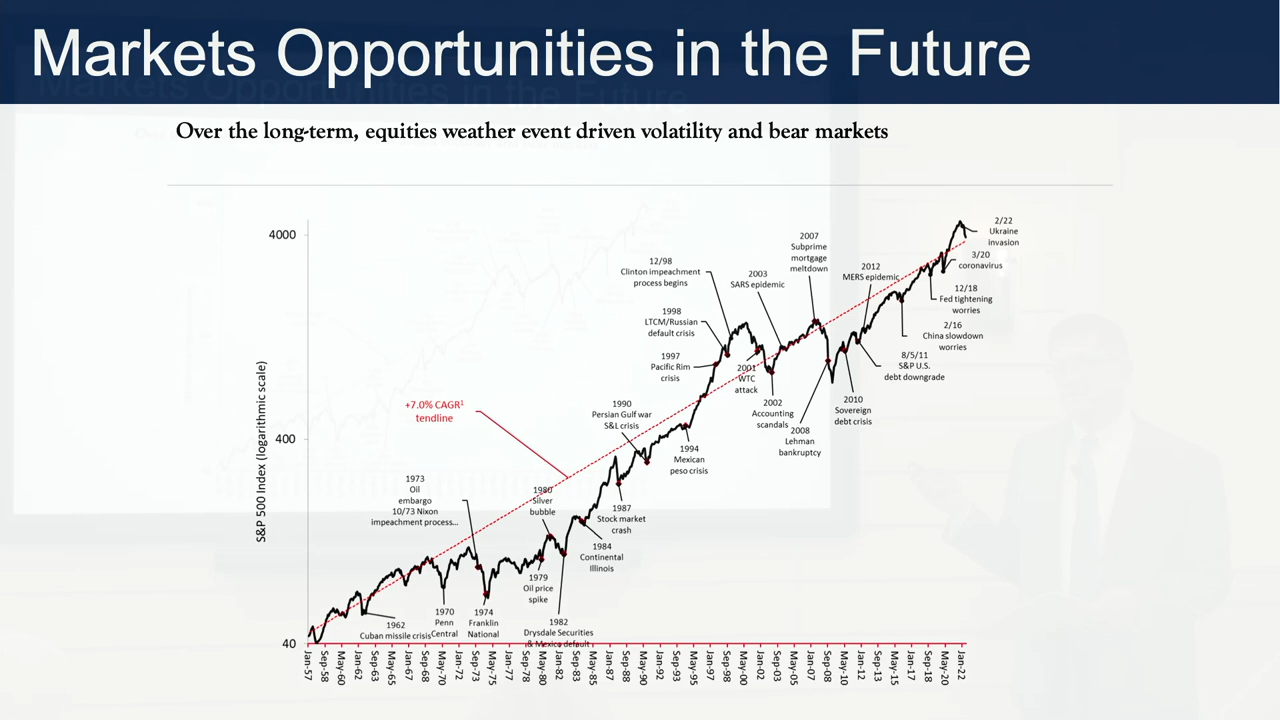 Markets Opportunities in the Future
Over the long-term, equities weather event driven volatility and bear markets
S&P 500 Index (logarithmic scale)
4000
400
40
+7.0% CAGR¹
tendline
1962
Cuban missile crisis
1970
Penn
Central
1973
Oil
embargo
10/73 Nixon
impeachment process...
1974
Franklin
National
1979
Oil price
spike
1980
Silver
bubble
1982
Drysdale Securities
& Mexico default
1984
Continental
Illinois
1987
Stock market
crash
1990
Persian Gulf war
S&L crisis
1994
Mexican
peso crisis
1997
Pacific Rim
crisis
1998
LTCM/Russian
default crisis
12/98
Clinton impeachment
process begins
2001
WTC
attack
2002
Accounting
scandals
2003
SARS epidemic
2007
Subprime
mortgage
meltdown
2008
Lehman
bankruptcy
2010
Sovereign
debt crisis
8/5/11
S&P U.S.
debt downgrade
2012
MERS epidemic
2/16
China slowdown
worries
12/18
Fed tightening
worries
3/20
coronavirus
2/22
Ukraine
invasion
Jan-57
Sep-58
May-60
Jan-62
Sep-63
May-65
Jan-67
Sep-68
May-70
Jan-72
Sep-73
May-75
Jan-77
Sep-78
May-80
Jan-82
Sep-83
May-85
Jan-87
Sep-88
May-90
Jan-92
Sep-93
May-95
Jan-97
Sep-98
May-00
Jan-02
Sep-03
May-05
Jan-07
Sep-08
May-10
Jan-12
Sep-13
May-15
Jan-17
Sep-18
May-20
Jan-22